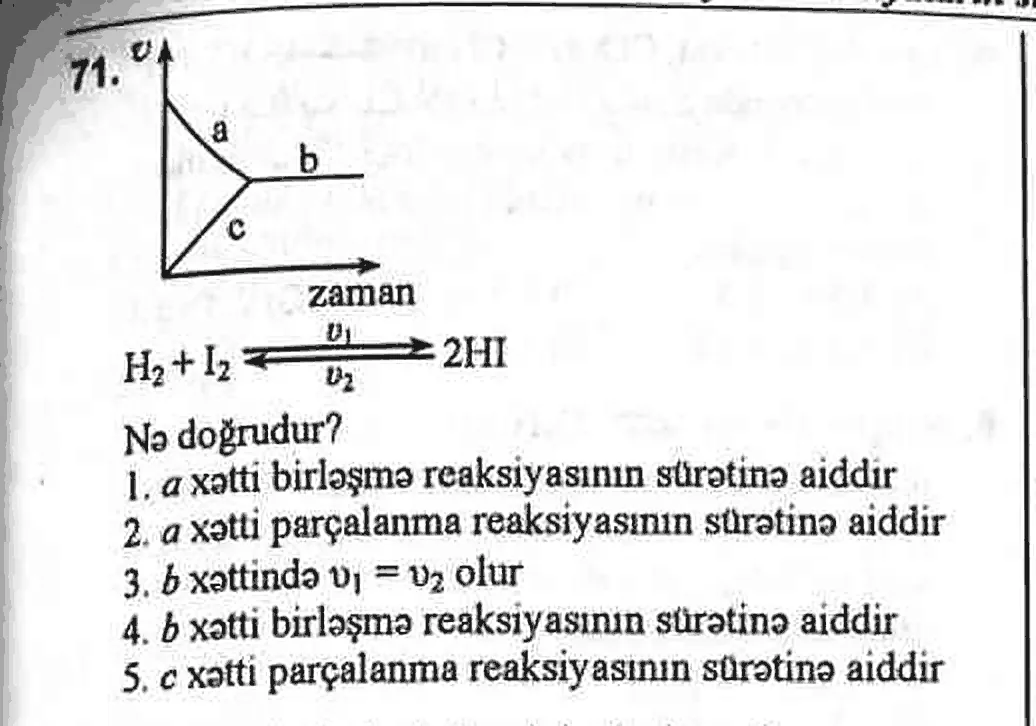 71.
υ
a
b
c
zaman
υ₁
H₂ + I₂ ⇌ 2HI
υ₂
Nə doğrudur?
1. a xətti birləşmə reaksiyasının sürətinə aiddir
2. a xətti parçalanma reaksiyasının sürətinə aiddir
3. b xəttində υ₁ = υ₂ olur
4. b xətti birləşmə reaksiyasının sürətinə aiddir
5. c xətti parçalanma reaksiyasının sürətinə aiddir